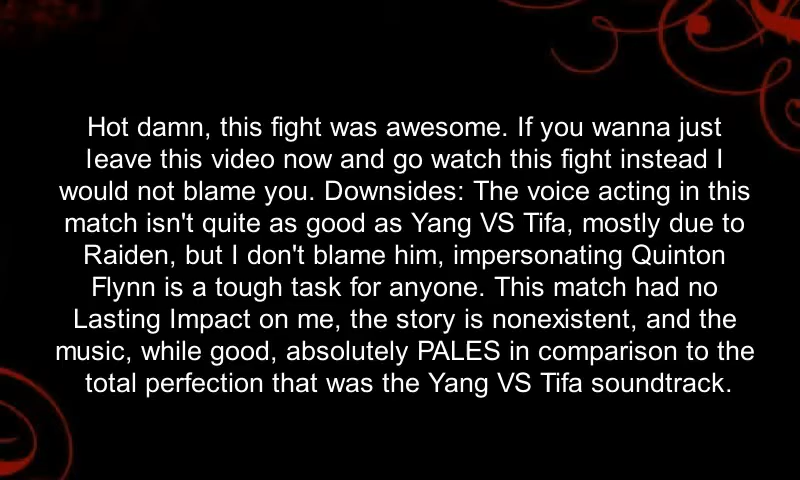 Hot damn, this fight was awesome. If you wanna just
leave this video now and go watch this fight instead I
would not blame you. Downsides: The voice acting in this
match isn't quite as good as Yang VS Tifa, mostly due to
Raiden, but I don't blame him, impersonating Quinton
Flynn is a tough task for anyone. This match had no
Lasting Impact on me, the story is nonexistent, and the
music, while good, absolutely PALES in comparison to the
total perfection that was the Yang VS Tifa soundtrack.